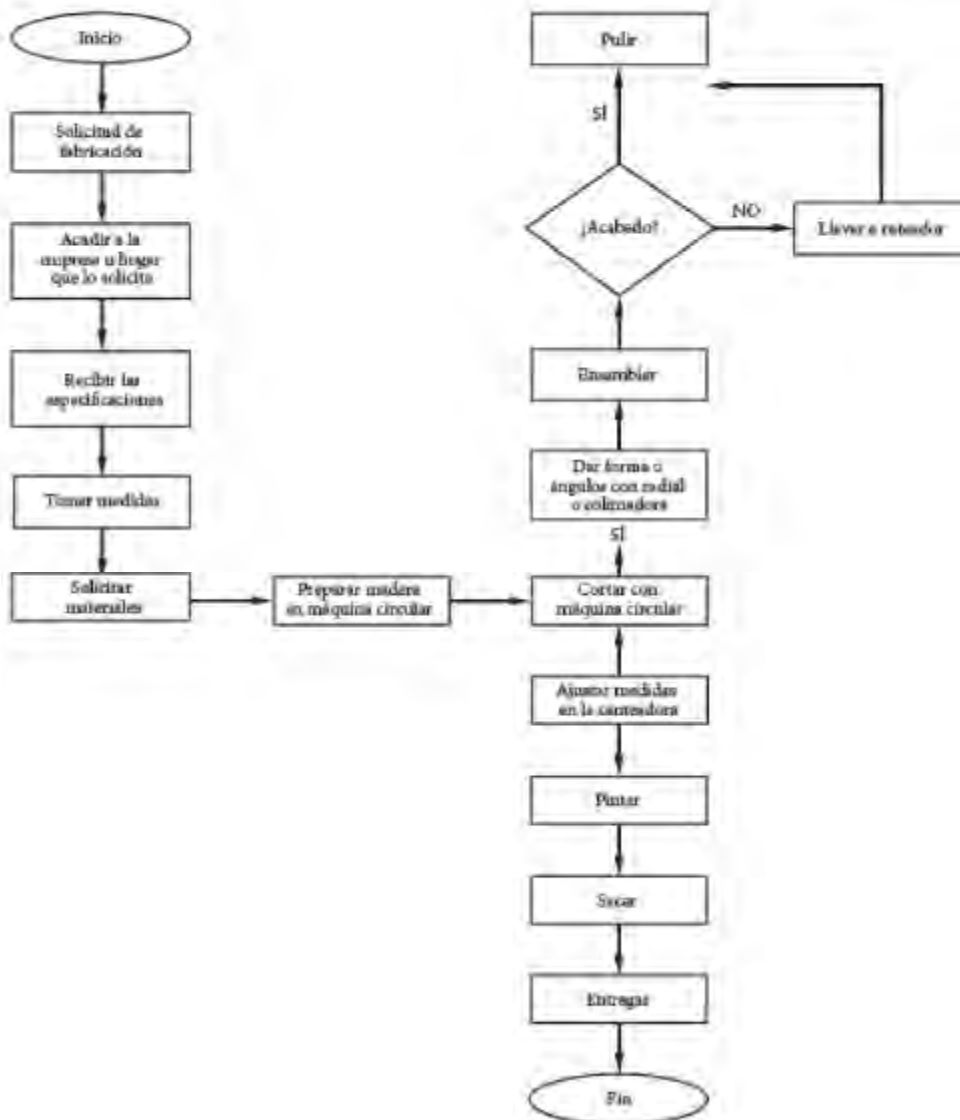 Inicio
Solicitud de
fabricación
Acudir a la
empresa u hogar
que lo solicita
Recibir las
especificaciones
Tomar medidas
Solicitar
materiales
Preparar madera
en máquina circular
Cortar con
máquina circular
SÍ
Dar forma o
ángulos con radial
o
Ensamblar
¿Acabado?
NO
Llevar a ruteador
SÍ
Pulir
Ajustar medidas
en la canteadora
Pintar
Secar
Entregar
Fin